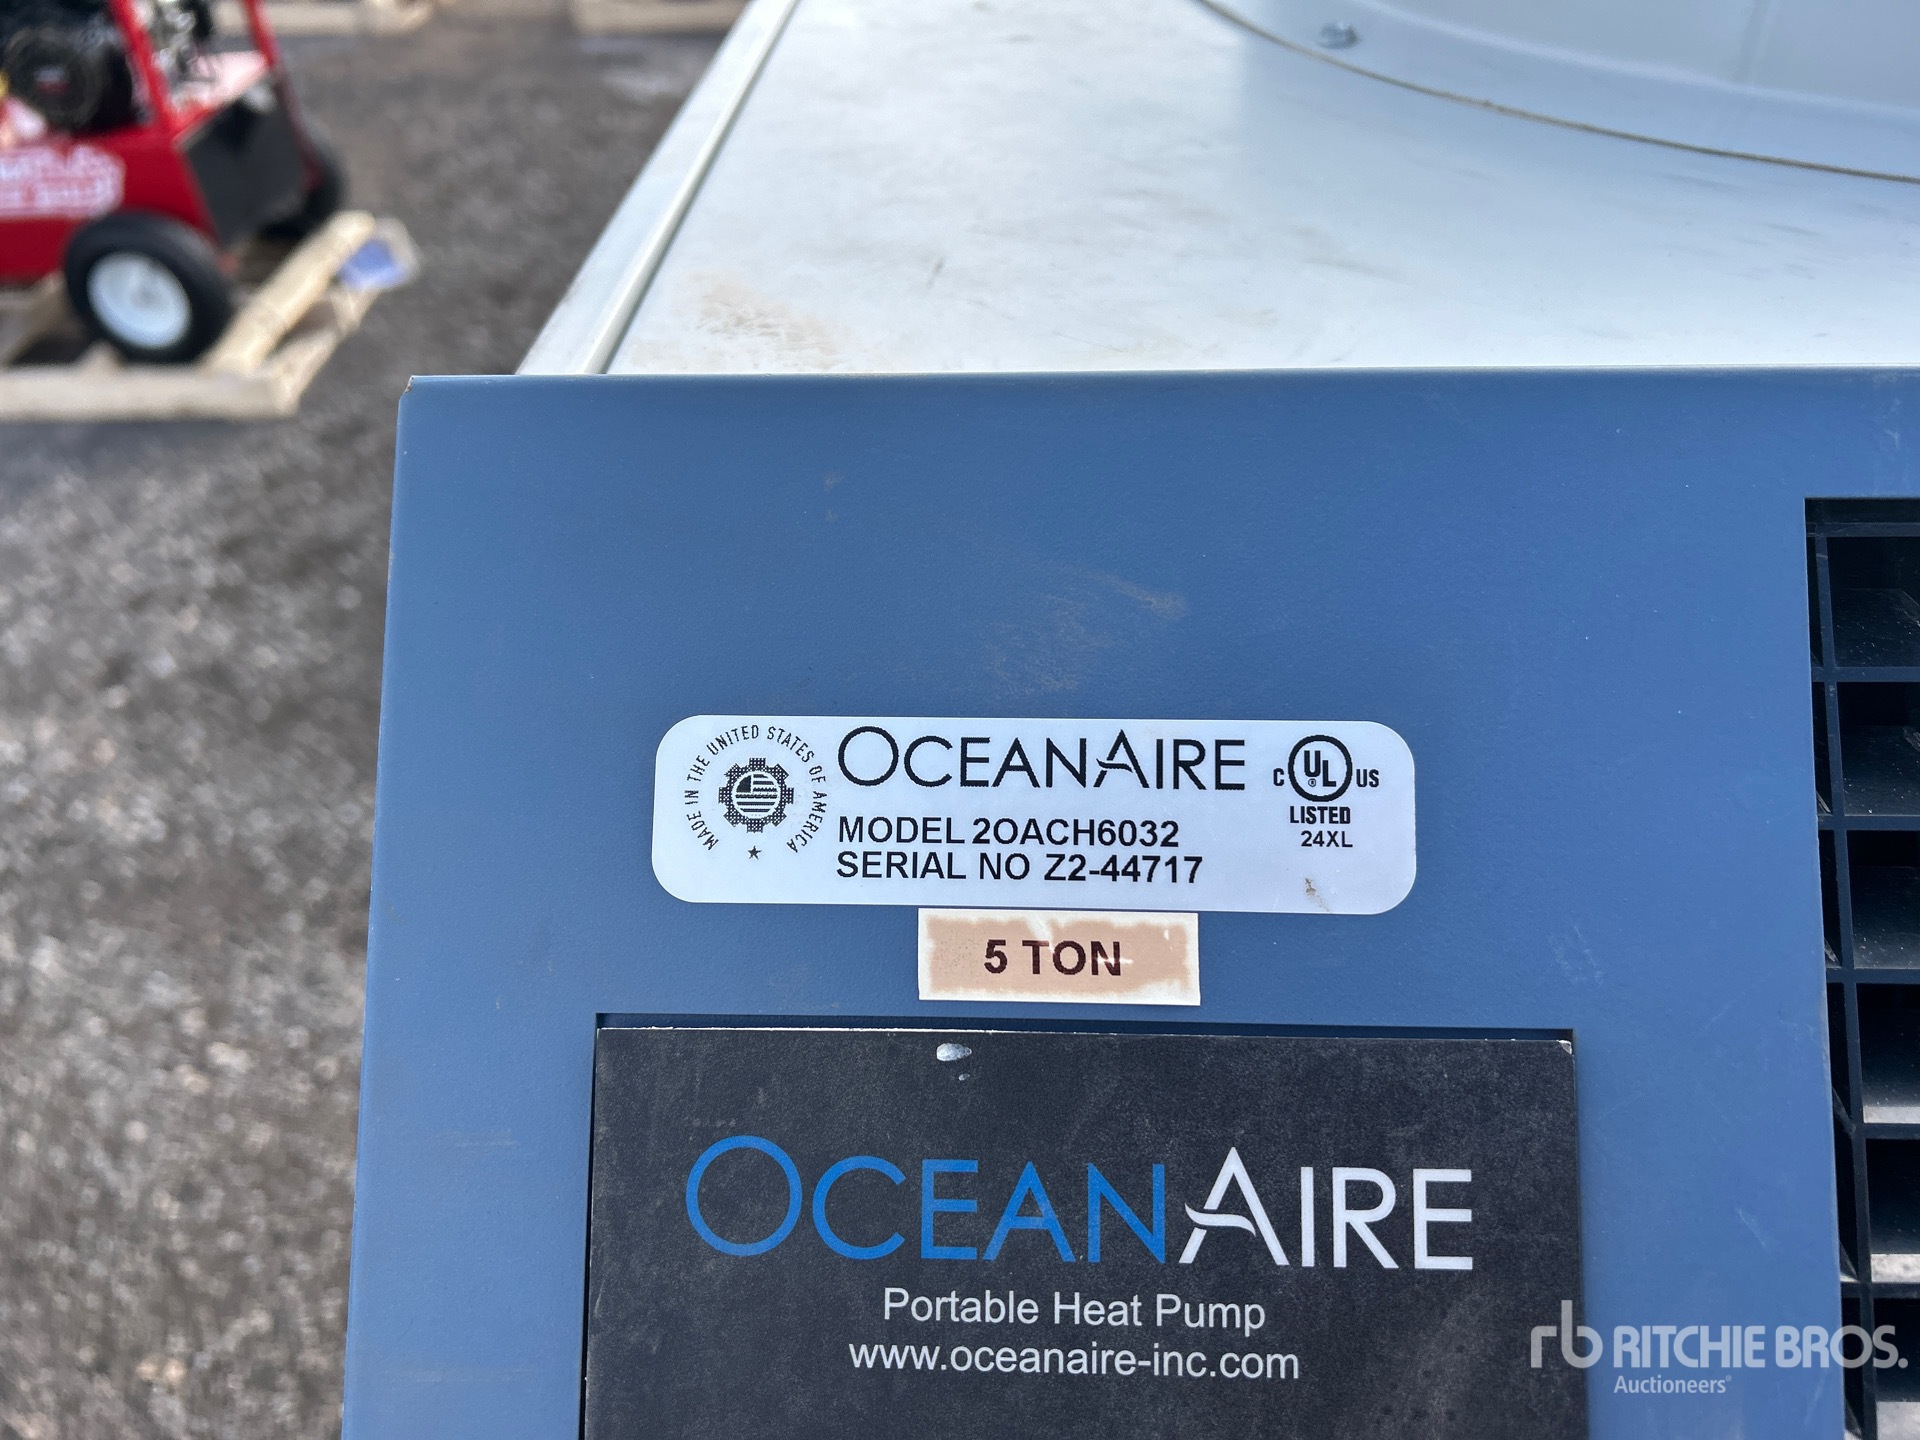 MADE IN THE UNITED STATES OF AMERICA
OCEANAIRE
MODEL 2OACH6032
SERIAL NO Z2-44717
C UL ® US
LISTED
24XL
5 TON
OCEANAIRE
Portable Heat Pump
www.oceanaire-inc.com
rb RITCHIE BROS.
Auctioneers®